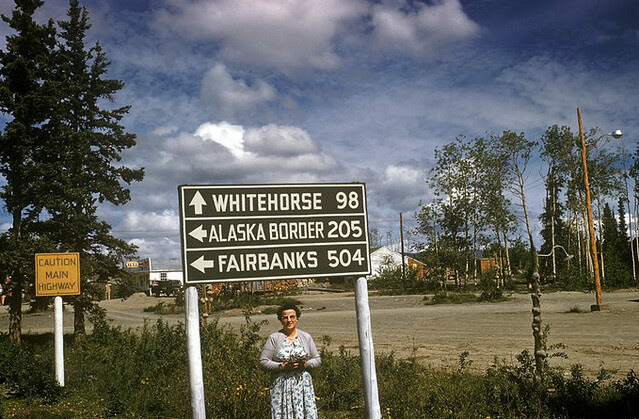 CAUTION
MAIN
HIGHWAY
↑ WHITEHORSE 98
← ALASKA BORDER 205
← FAIRBANKS 504